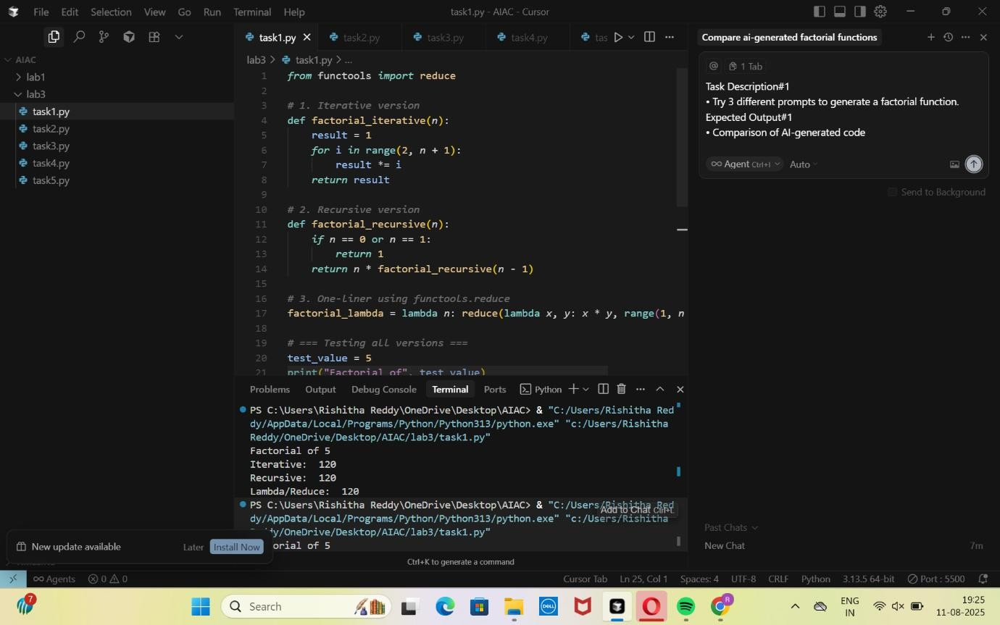 File Edit Selection View Go Run Terminal Help
task1.py - AIAC - Cursor
AIAC
lab1
lab3
task1.py
task2.py
task3.py
task4.py
task5.py
task1.py task2.py task3.py task4.py tas
lab3 > task1.py > ...
1 from functools import reduce
2
3 # 1. Iterative version
4 def factorial_iterative(n):
5 result = 1
6 for i in range(2, n + 1):
7 result *= i
8 return result
9
10 # 2. Recursive version
11 def factorial_recursive(n):
12 if n == 0 or n == 1:
13 return 1
14 return n * factorial_recursive(n - 1)
15
16 # 3. One-liner using functools.reduce
17 factorial_lambda = lambda n: reduce(lambda x, y: x * y, range(1, n
18
19 # === Testing all versions ===
20 test_value = 5
21 print("Factorial of", test_value)
Problems Output Debug Console Terminal Ports Python
PS C:\Users\Rishitha Reddy\OneDrive\Desktop\AIAC> & "C:/Users/Rishitha Red
dy/AppData/Local/Programs/Python/Python313/python.exe" "c:/Users/Rishitha
Reddy/OneDrive/Desktop/AIAC/lab3/task1.py"
Factorial of 5
Iterative: 120
Recursive: 120
Lambda/Reduce: 120
PS C:\Users\Rishitha Reddy\OneDrive\Desktop\AIAC> & "C:/Users/Rishitha Red
Add to Chat Ctrl+L
dy/AppData/Local/Programs/Python/Python313/python.exe" "c:/Users/Rishitha
Reddy/OneDrive/Desktop/AIAC/lab3/task1.py"
orial of 5
Ctrl+K to generate a command
Compare ai-generated factorial functions
@ 1 Tab
Task Description#1
• Try 3 different prompts to generate a factorial function.
Expected Output#1
• Comparison of AI-generated code
Agent Ctrl+I Auto
Send to Background
Past Chats
New Chat 7m
New update available Later Install Now
Agents 0 0 Cursor Tab Ln 25, Col 1 Spaces: 4 UTF-8 CRLF Python 3.13.5 64-bit Port : 5500
7 Search DELL R ENG 19:25
IN 11-08-2025